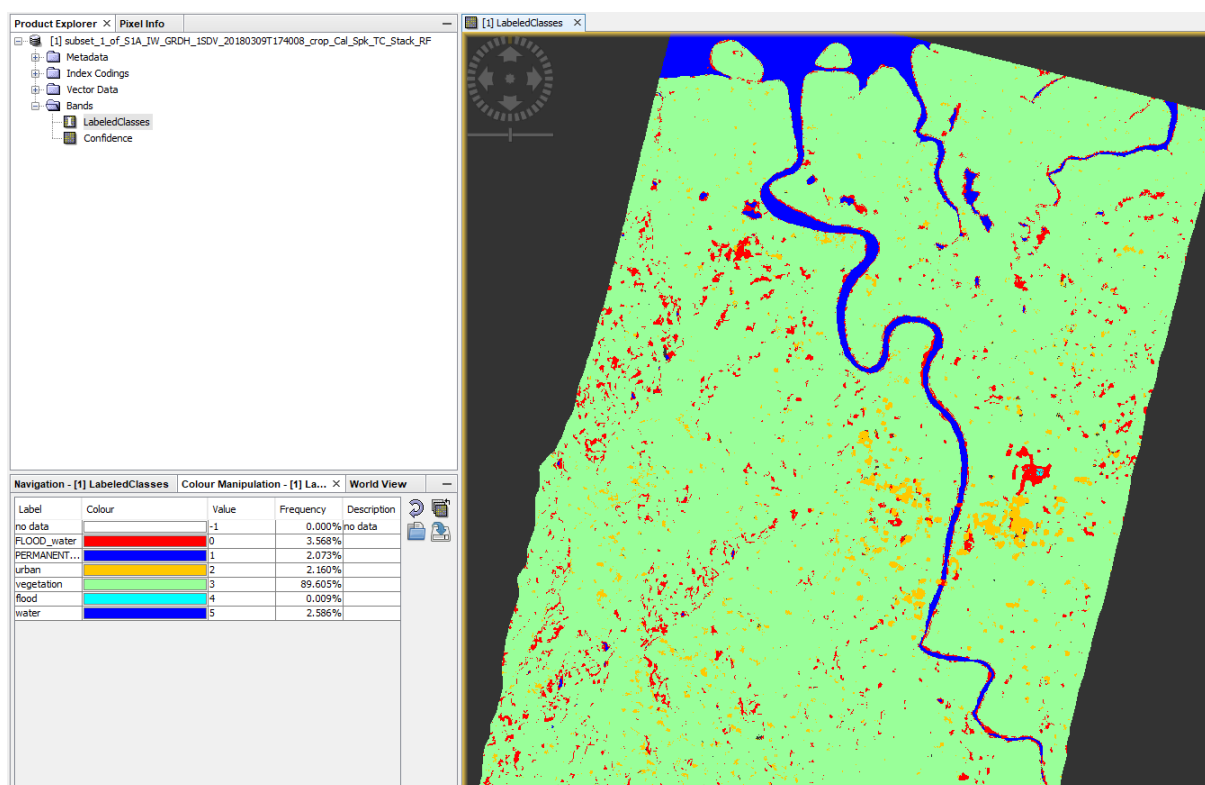 Product Explorer × Pixel Info
[1] subset_1_of_S1A_IW_GRDH_1SDV_20180309T174008_crop_Cal_Spk_TC_Stack_RF
Metadata
Index Codings
Vector Data
Bands
LabeledClasses
Confidence
[1] LabeledClasses ×
Navigation - [1] LabeledClasses Colour Manipulation - [1] La... × World View
Label Colour Value Frequency Description
no data -1 0.000% no data
FLOOD_water 0 3.568%
PERMANENT... 1 2.073%
urban 2 2.160%
vegetation 3 89.605%
flood 4 0.009%
water 5 2.586%